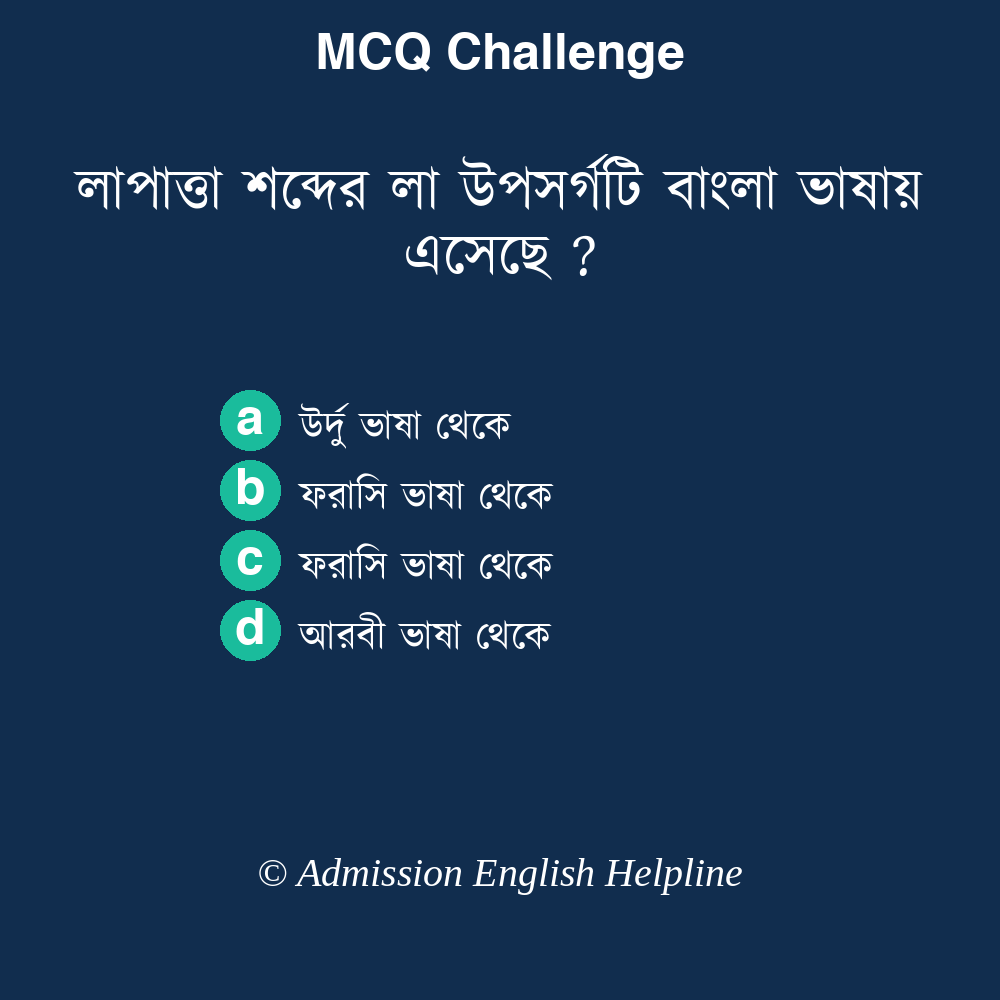 MCQ Challenge
লাপাত্তা শব্দের লা উপসর্গটি বাংলা ভাষায়
এসেছে ?
a উর্দু ভাষা থেকে
b ফরাসি ভাষা থেকে
c ফরাসি ভাষা থেকে
d আরবী ভাষা থেকে
© Admission English Helpline